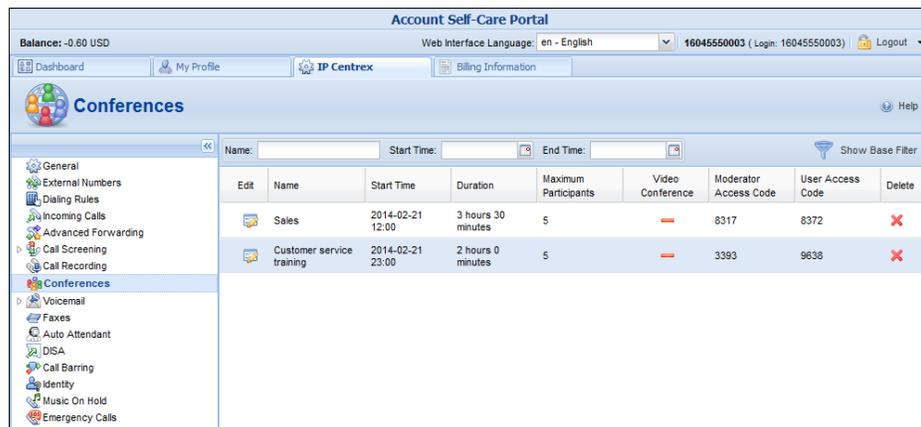 Account Self-Care Portal
Balance: -0.60 USD
Web Interface Language: en - English
16045550003 ( Login: 16045550003)
Logout
Dashboard
My Profile
IP Centrex
Billing Information
Conferences
Help
Name:
Start Time:
End Time:
Show Base Filter
General
External Numbers
Dialing Rules
Incoming Calls
Advanced Forwarding
Call Screening
Call Recording
Conferences
Voicemail
Faxes
Auto Attendant
DISA
Call Barring
Identity
Music On Hold
Emergency Calls
Edit
Name
Start Time
Duration
Maximum
Participants
Video
Conference
Moderator
Access Code
User Access
Code
Delete
Sales
2014-02-21
12:00
3 hours 30
minutes
5
8317
8372
Customer service
training
2014-02-21
23:00
2 hours 0
minutes
5
3393
9638